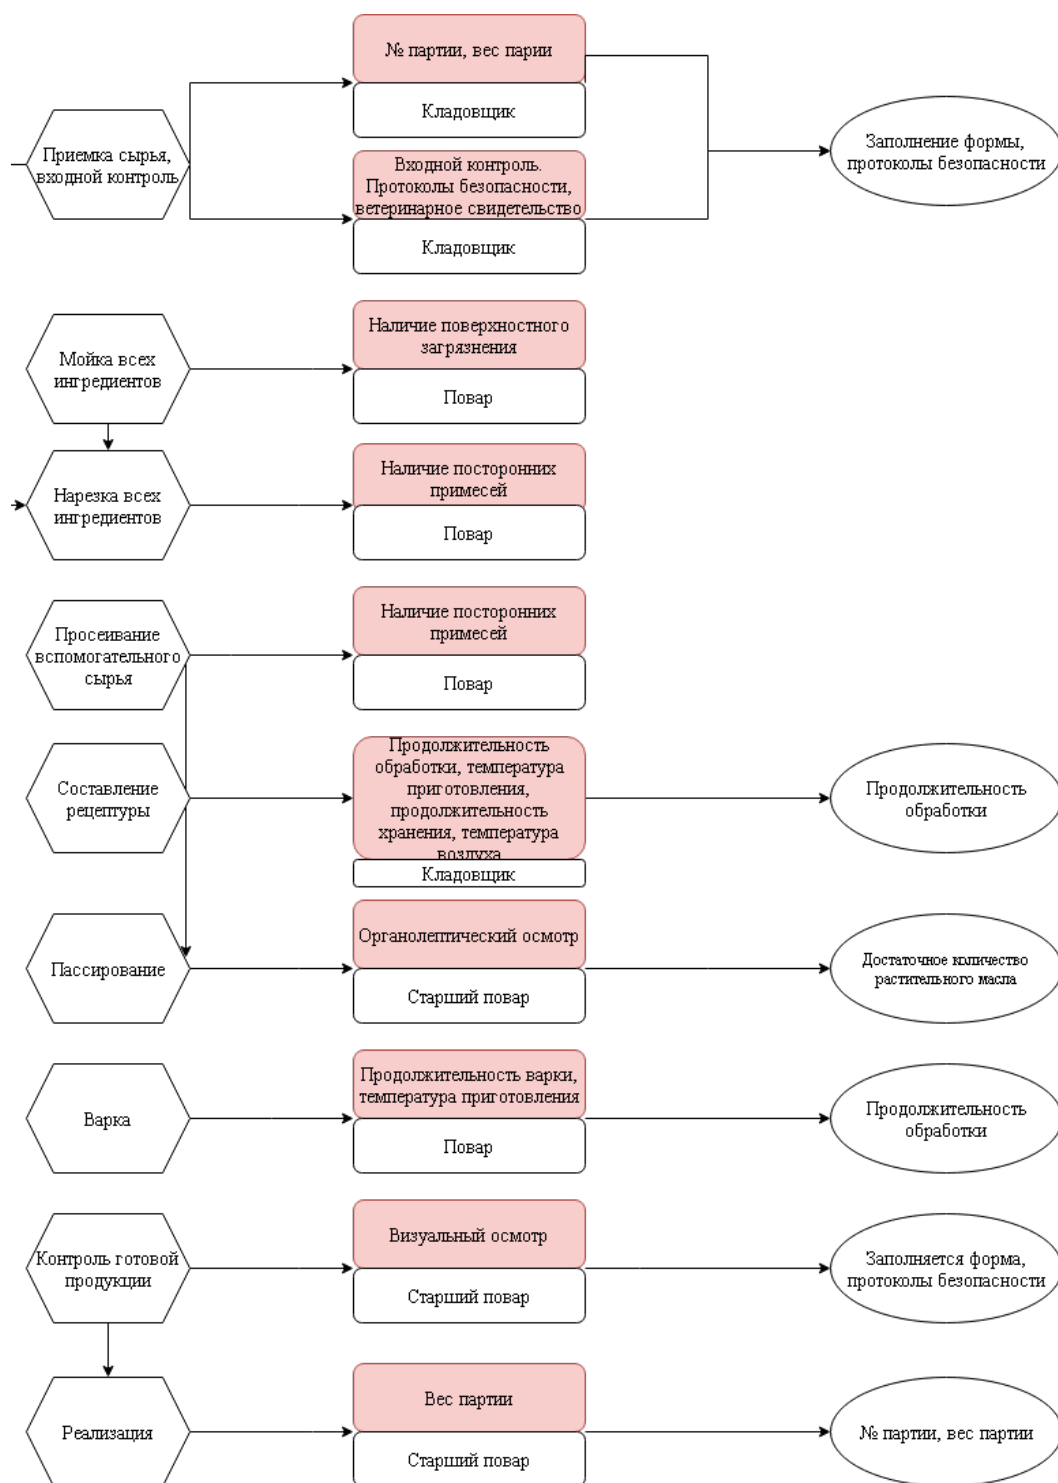 № партии, вес парии
Кладовщик
Приемка сырья,
входной контроль
Входной контроль.
Протоколы безопасности,
ветеринарное свидетельство
Кладовщик
Заполнение формы,
протоколы безопасности
Мойка всех
ингредиентов
Наличие поверхностного
загрязнения
Повар
Нарезка всех
ингредиентов
Наличие посторонних
примесей
Повар
Просеивание
вспомогательного
сырья
Наличие посторонних
примесей
Повар
Составление
рецептуры
Продолжительность
обработки, температура
приготовления,
продолжительность
хранения, температура
воздуха
Кладовщик
Продолжительность
обработки
Пассирование
Органолептический осмотр
Старший повар
Достаточное количество
растительного масла
Варка
Продолжительность варки,
температура приготовления
Повар
Продолжительность
обработки
Контроль готовой
продукции
Визуальный осмотр
Старший повар
Заполняется форма,
протоколы безопасности
Реализация
Вес партии
Старший повар
№ партии, вес партии